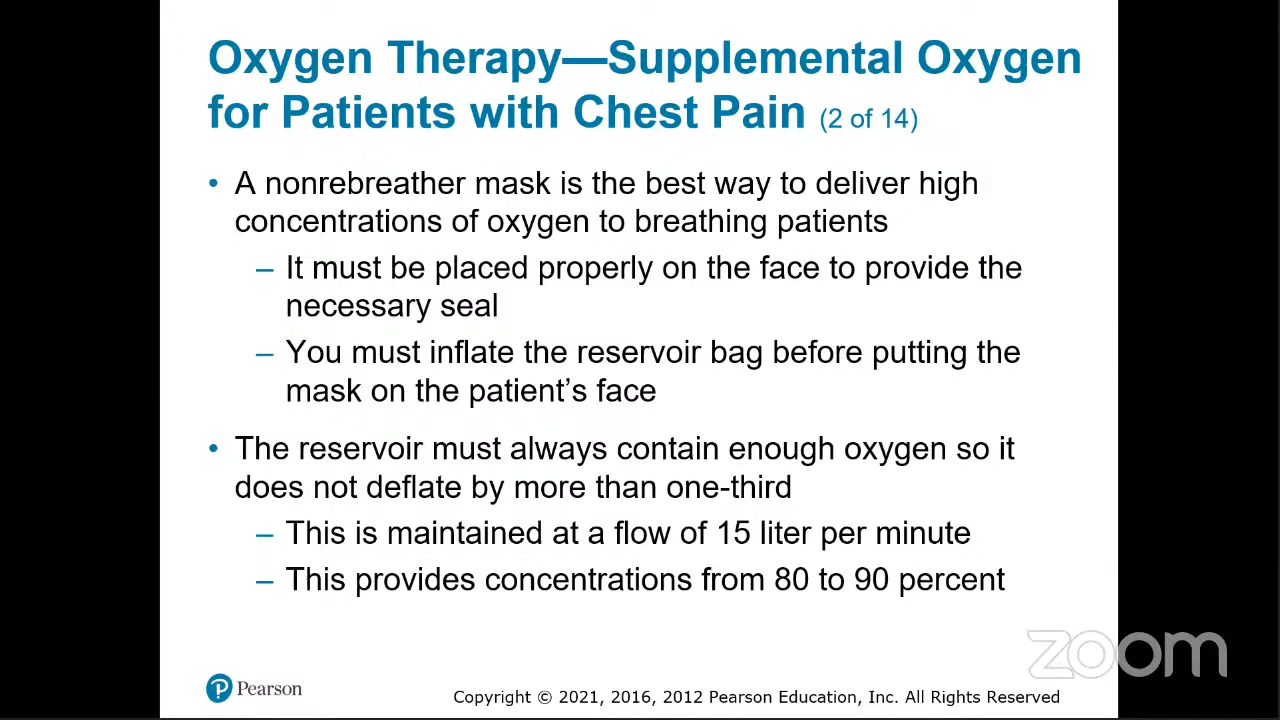 Oxygen Therapy—Supplemental Oxygen
for Patients with Chest Pain (2 of 14)
• A nonrebreather mask is the best way to deliver high
concentrations of oxygen to breathing patients
– It must be placed properly on the face to provide the
necessary seal
– You must inflate the reservoir bag before putting the
mask on the patient’s face
• The reservoir must always contain enough oxygen so it
does not deflate by more than one-third
– This is maintained at a flow of 15 liter per minute
– This provides concentrations from 80 to 90 percent
zoom
P Pearson
Copyright © 2021, 2016, 2012 Pearson Education, Inc. All Rights Reserved